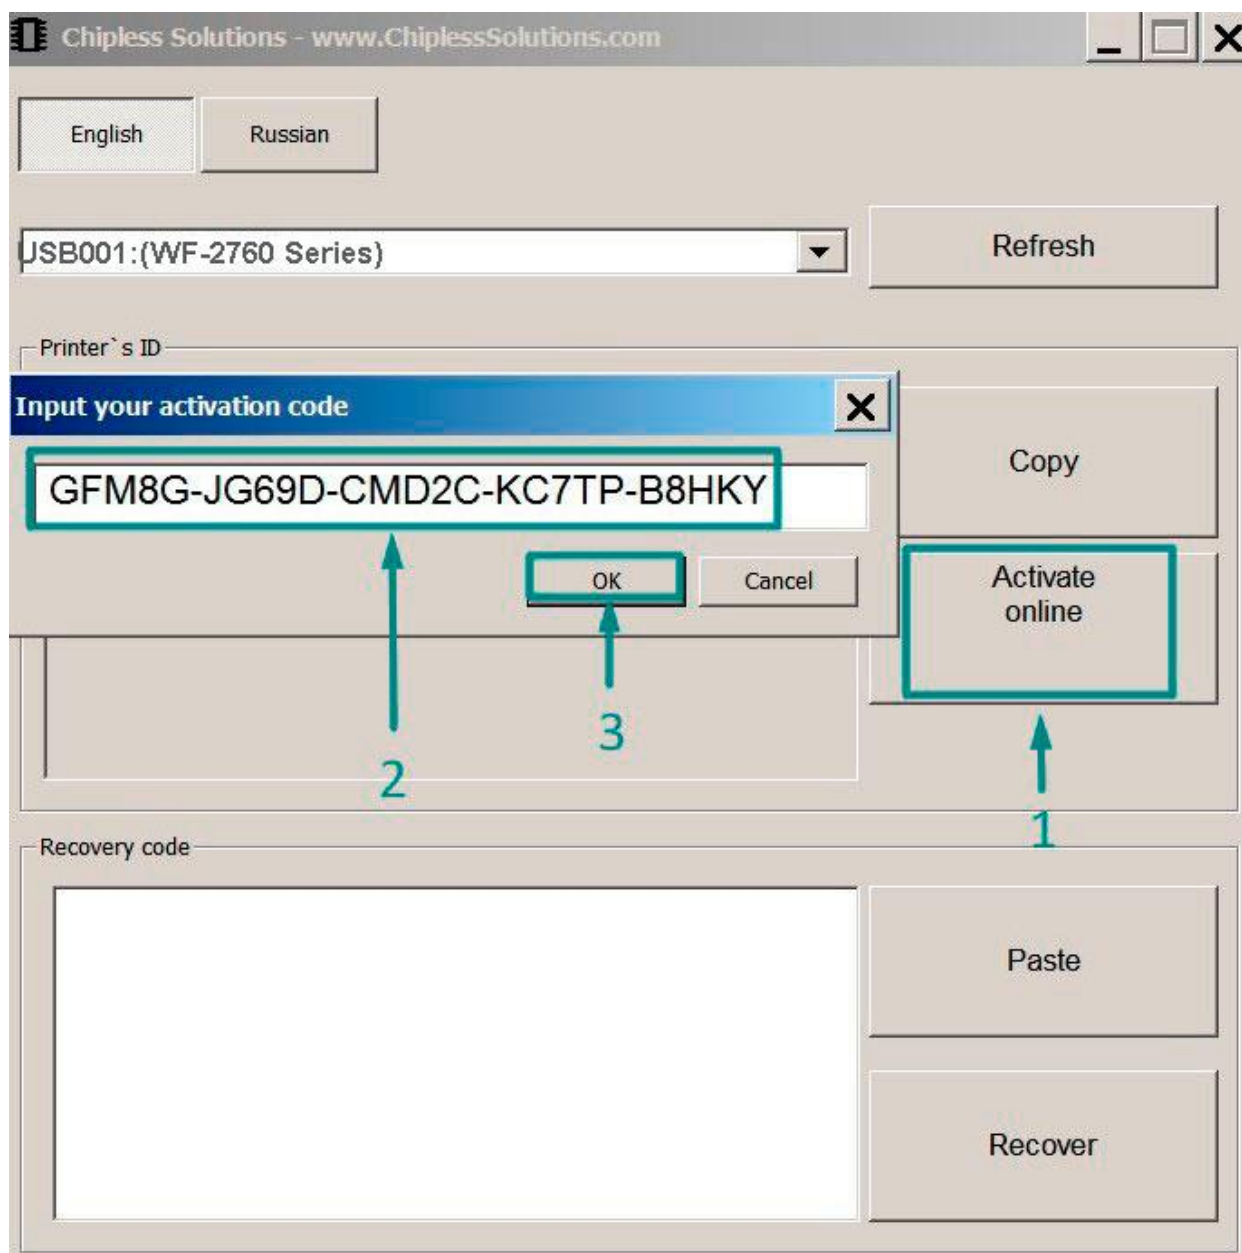 Chipless Solutions - www.ChiplessSolutions.com
English Russian
USB001:(WF-2760 Series) Refresh
Printer`s ID
Input your activation code
GFM8G-JG69D-CMD2C-KC7TP-B8HKY
Copy
OK Cancel
Activate
online
3
2
1
Recovery code
Paste
Recover